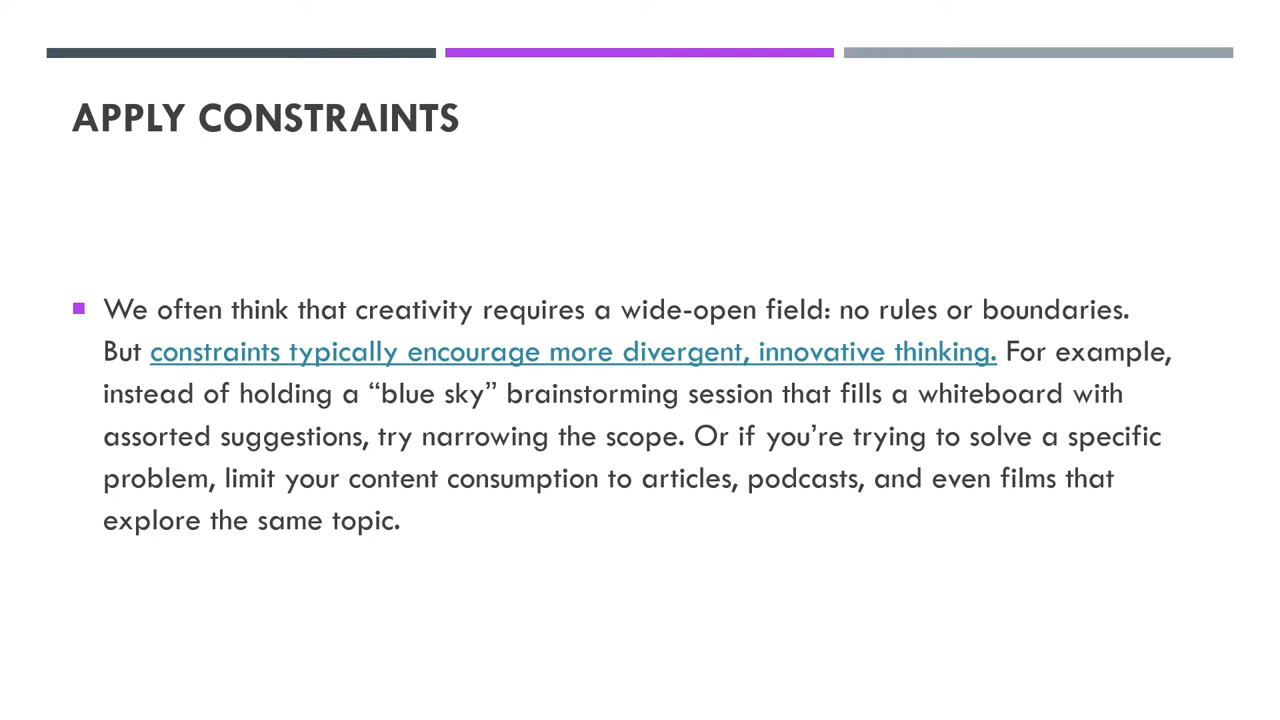 APPLY CONSTRAINTS
We often think that creativity requires a wide-open field: no rules or boundaries.
But constraints typically encourage more divergent, innovative thinking. For example,
instead of holding a “blue sky” brainstorming session that fills a whiteboard with
assorted suggestions, try narrowing the scope. Or if you’re trying to solve a specific
problem, limit your content consumption to articles, podcasts, and even films that
explore the same topic.